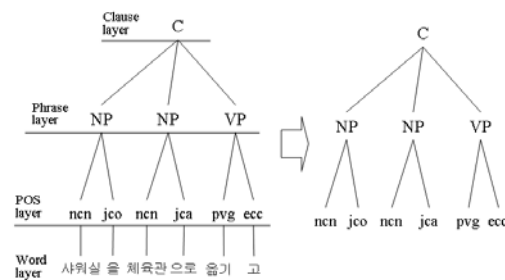 Clause layer C
C
Phrase layer NP NP VP
NP NP VP
POS layer ncn jco ncn jca pvg ecc
ncn jco ncn jca pvg ecc
Word layer 샤워실 을 체육관 으로 옮기 고